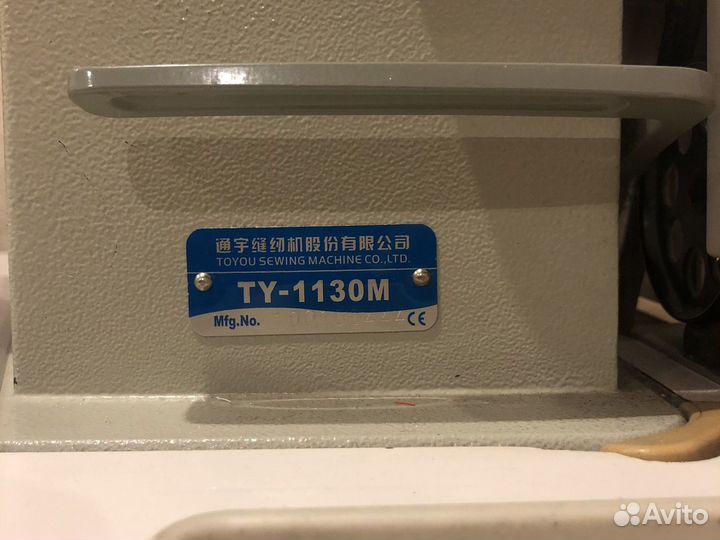 通宇缝纫机股份有限公司
TOYOU SEWING MACHINE CO.,LTD.
TY-1130M
Mfg.No. CE
Avito